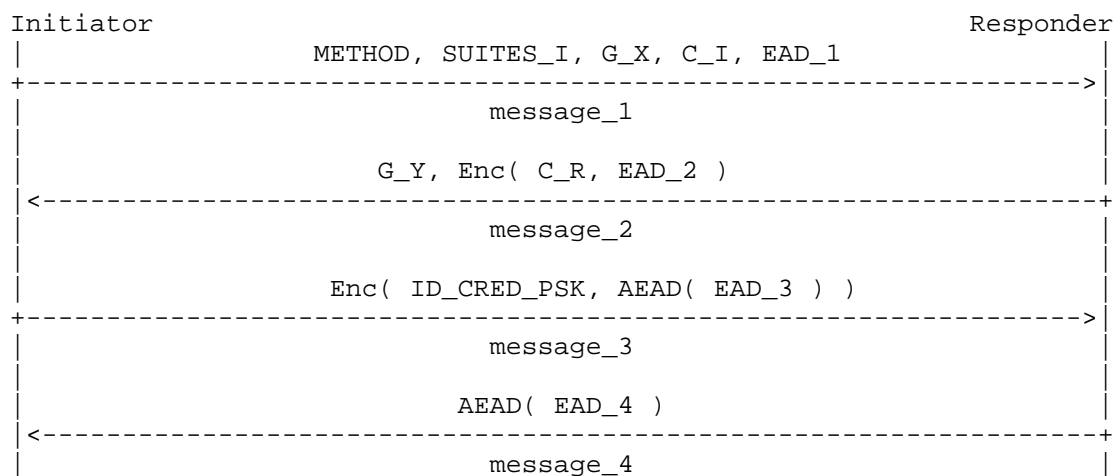 Initiator Responder
METHOD, SUITES_I, G_X, C_I, EAD_1
message_1
G_Y, Enc( C_R, EAD_2 )
message_2
Enc( ID_CRED_PSK, AEAD( EAD_3 ) )
message_3
AEAD( EAD_4 )
message_4